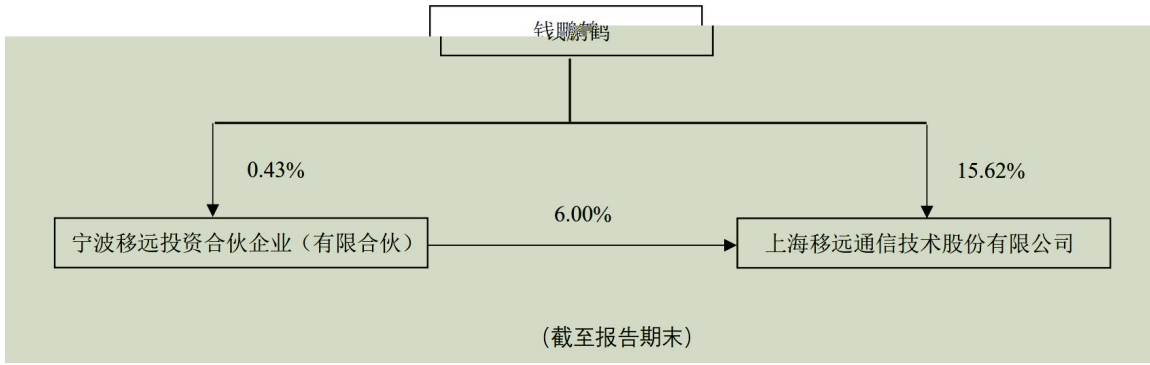 钱鹏鹤
0.43%
15.62%
6.00%
宁波移远投资合伙企业（有限合伙）
上海移远通信技术股份有限公司
（截至报告期末）